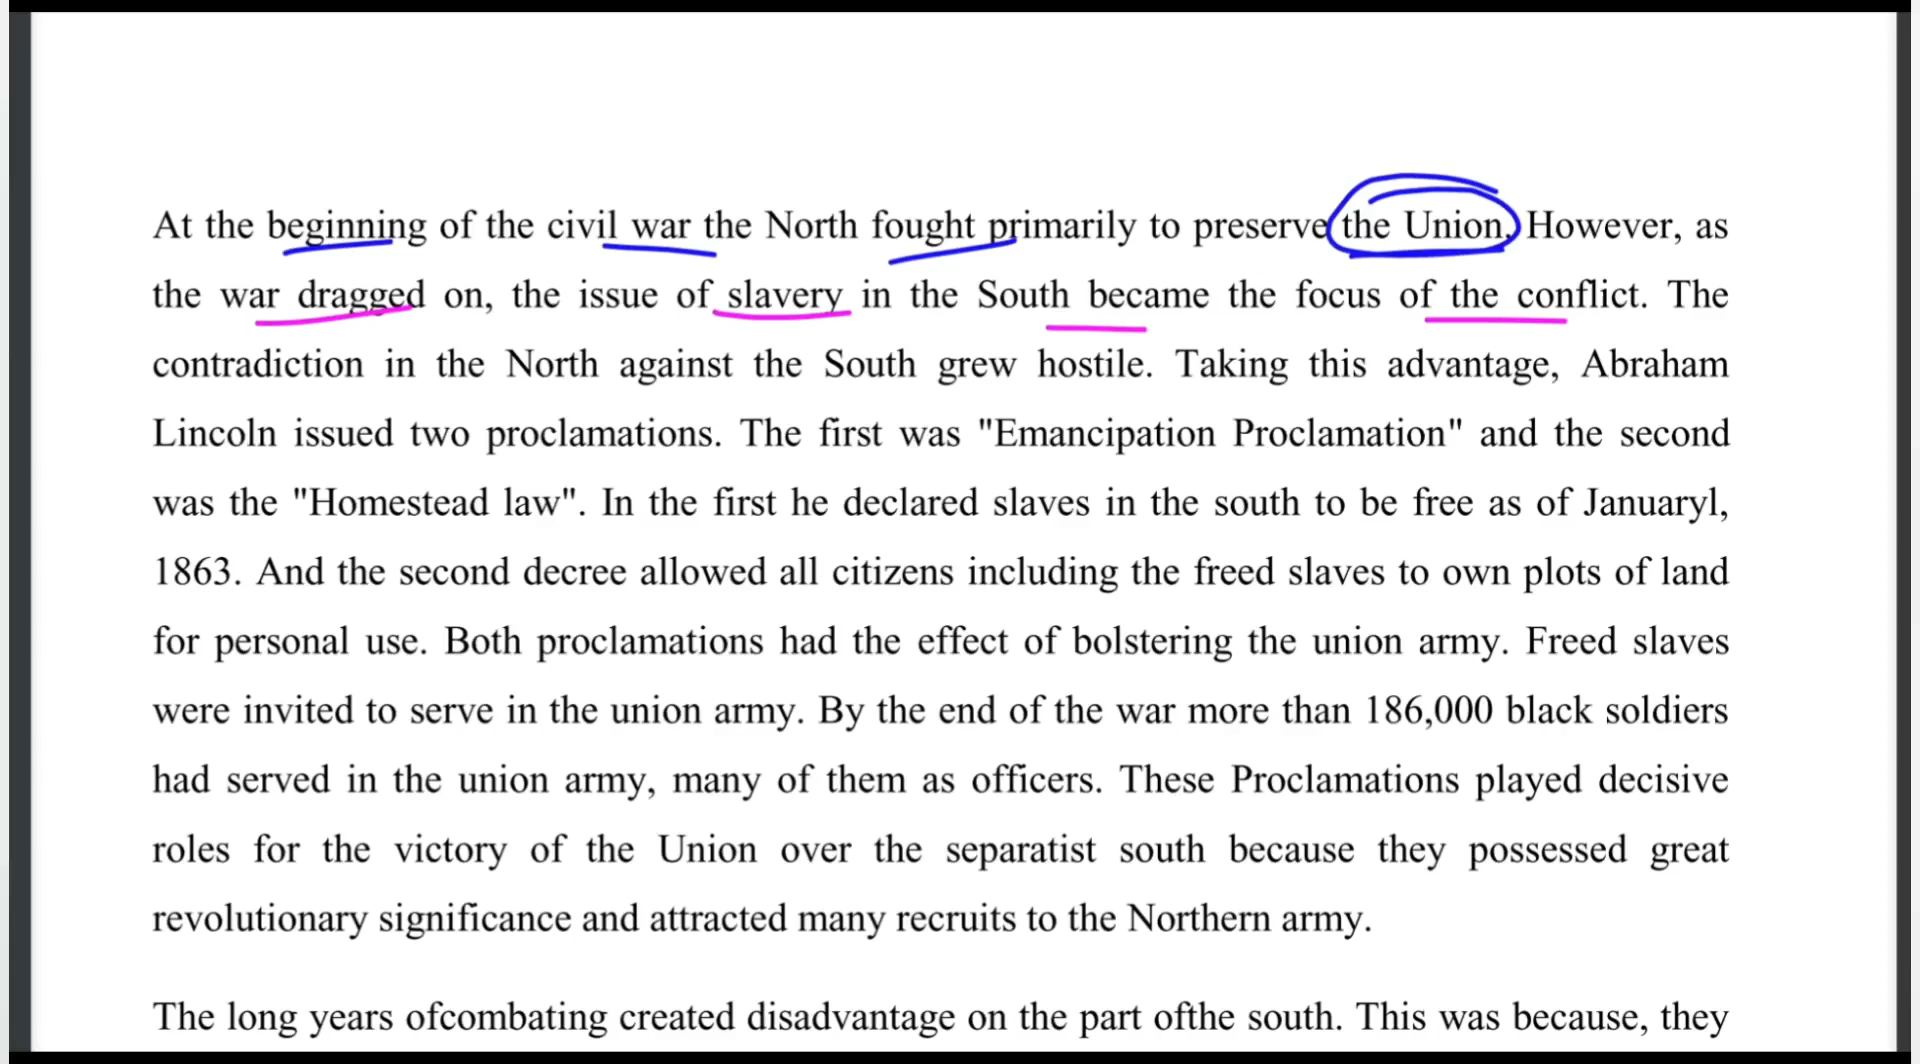 At the beginning of the civil war the North fought primarily to preserve the Union. However, as
the war dragged on, the issue of slavery in the South became the focus of the conflict. The
contradiction in the North against the South grew hostile. Taking this advantage, Abraham
Lincoln issued two proclamations. The first was "Emancipation Proclamation" and the second
was the "Homestead law". In the first he declared slaves in the south to be free as of Januaryl,
1863. And the second decree allowed all citizens including the freed slaves to own plots of land
for personal use. Both proclamations had the effect of bolstering the union army. Freed slaves
were invited to serve in the union army. By the end of the war more than 186,000 black soldiers
had served in the union army, many of them as officers. These Proclamations played decisive
roles for the victory of the Union over the separatist south because they possessed great
revolutionary significance and attracted many recruits to the Northern army.
The long years ofcombating created disadvantage on the part ofthe south. This was because, they